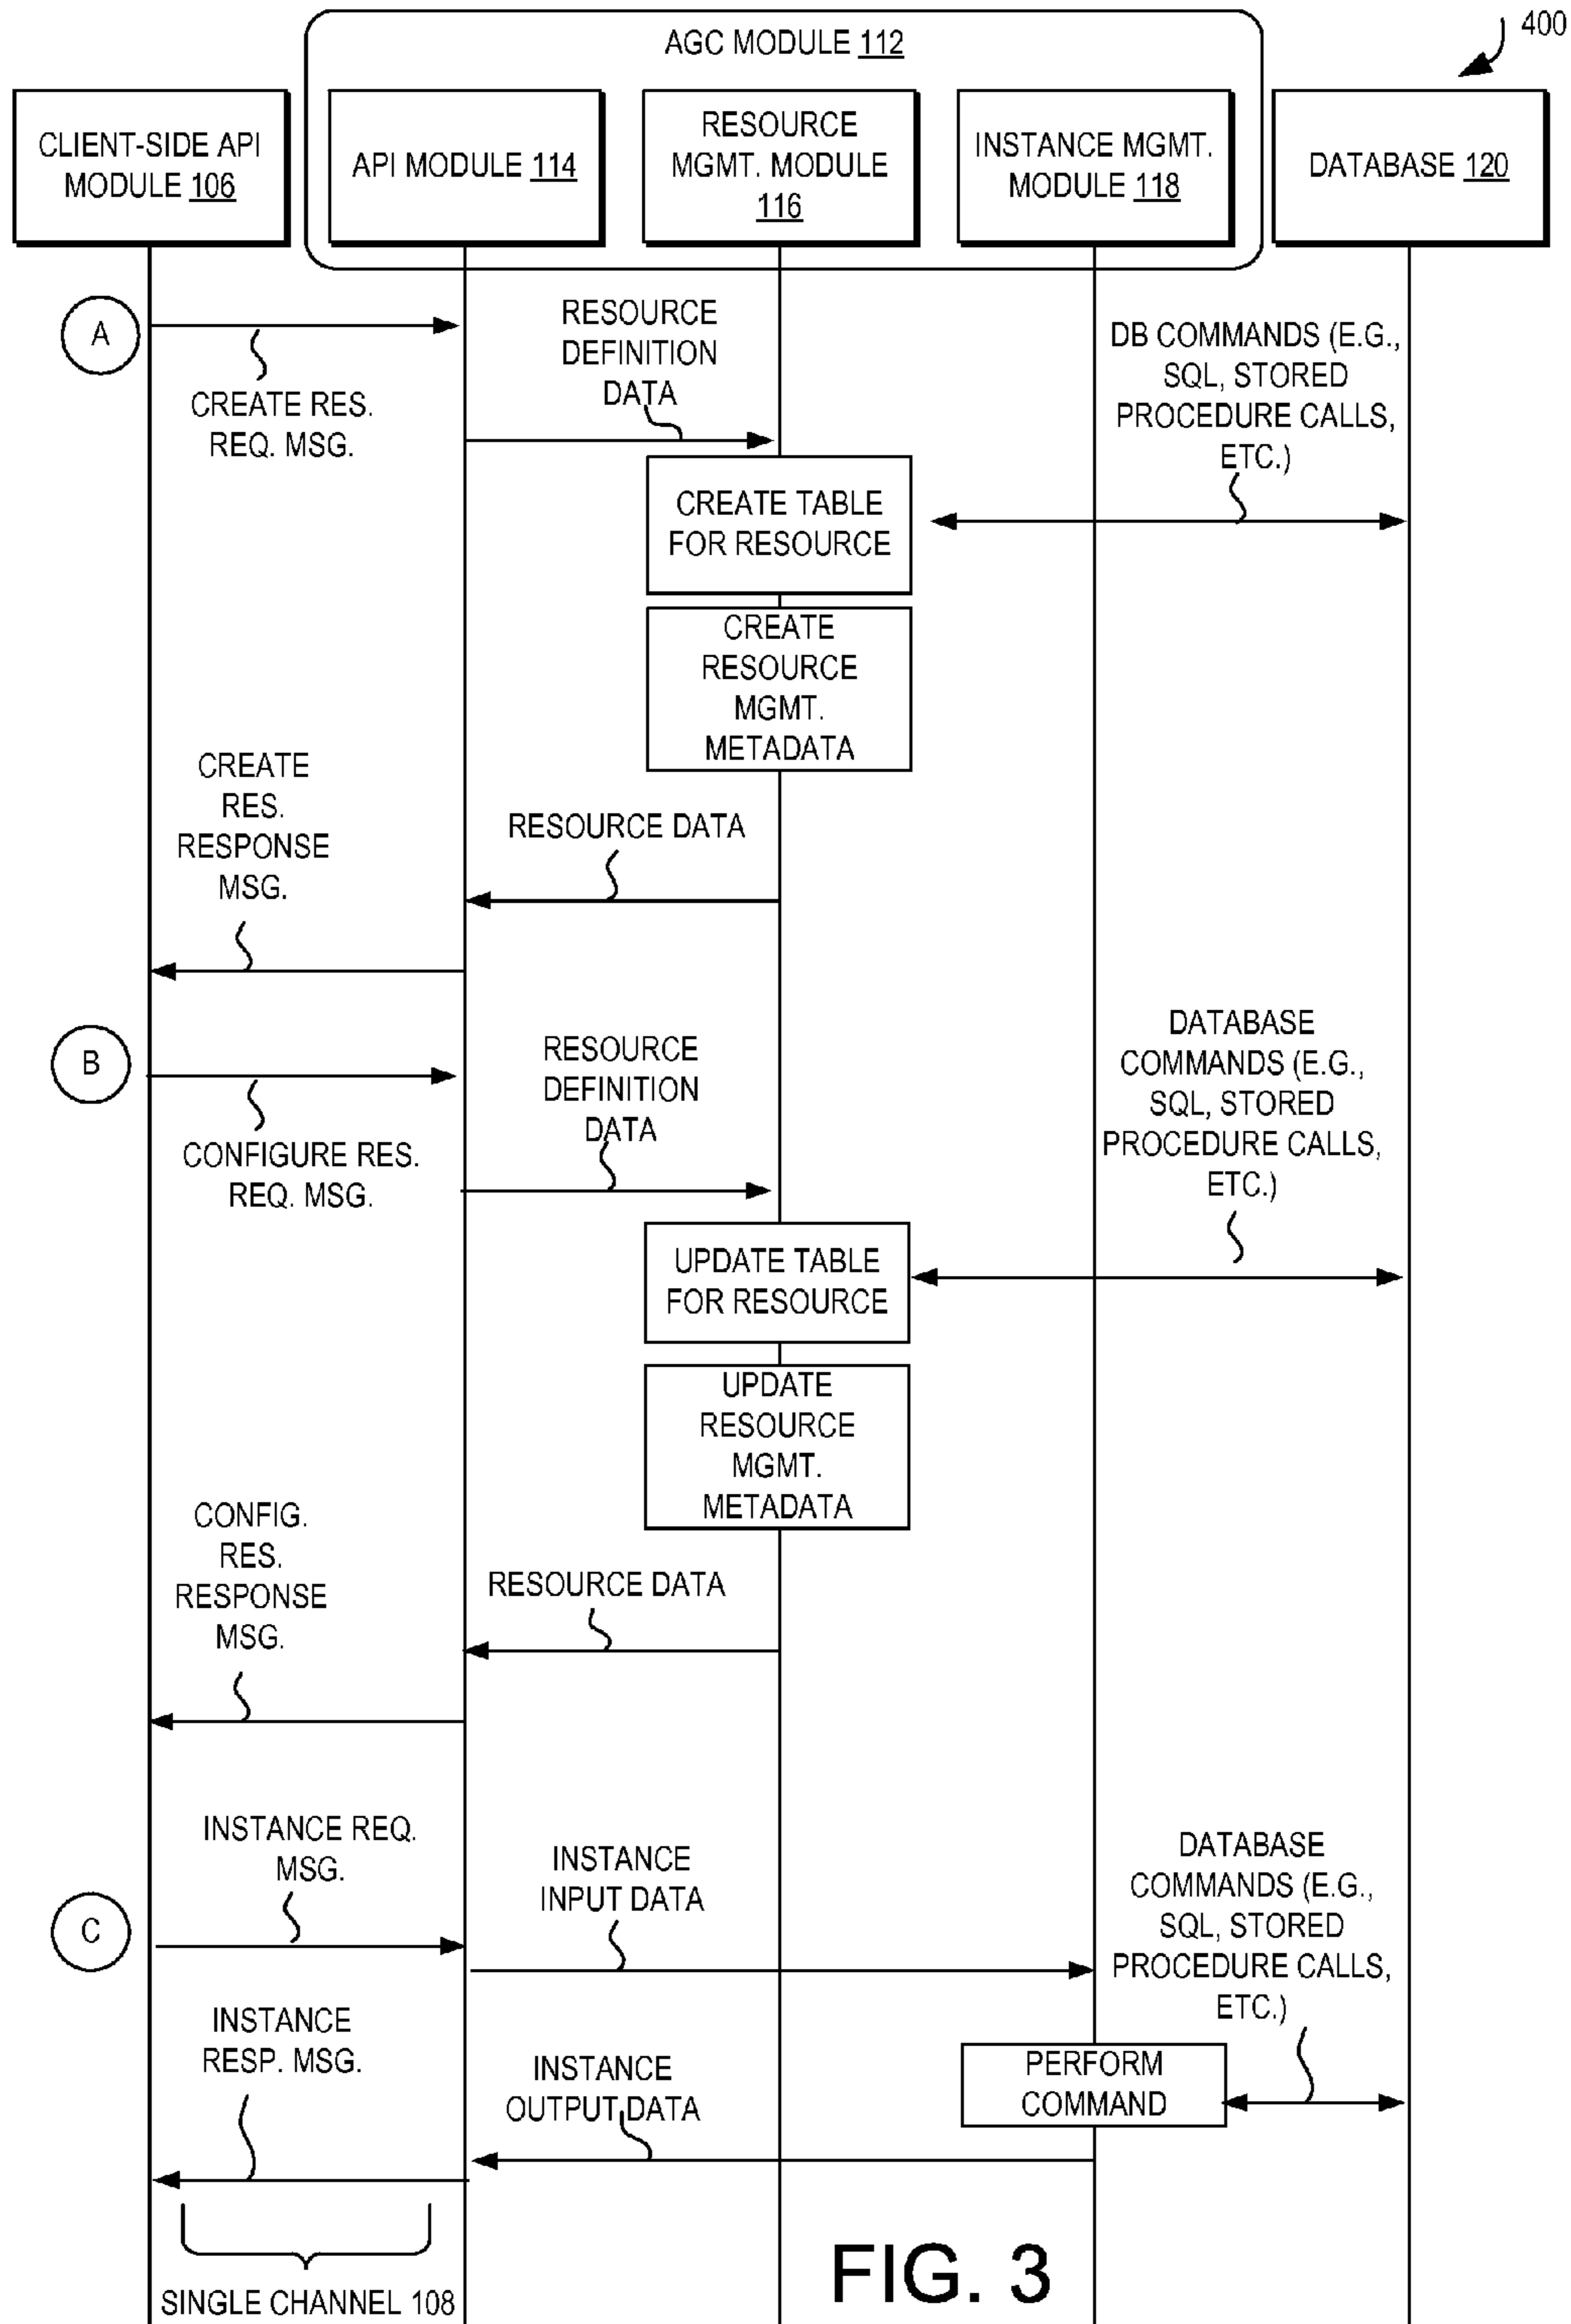 400
AGC MODULE 112
CLIENT-SIDE API
MODULE 106
API MODULE 114
RESOURCE
MGMT. MODULE
116
INSTANCE MGMT.
MODULE 118
DATABASE 120
A
CREATE RES.
REQ. MSG.
RESOURCE
DEFINITION
DATA
DB COMMANDS (E.G.,
SQL, STORED
PROCEDURE CALLS,
ETC.)
CREATE TABLE
FOR RESOURCE
CREATE
RESOURCE
MGMT.
METADATA
CREATE
RES.
RESPONSE
MSG.
RESOURCE DATA
B
CONFIGURE RES.
REQ. MSG.
RESOURCE
DEFINITION
DATA
DATABASE
COMMANDS (E.G.,
SQL, STORED
PROCEDURE CALLS,
ETC.)
UPDATE TABLE
FOR RESOURCE
UPDATE
RESOURCE
MGMT.
METADATA
CONFIG.
RES.
RESPONSE
MSG.
RESOURCE DATA
INSTANCE REQ.
MSG.
C
INSTANCE
INPUT DATA
DATABASE
COMMANDS (E.G.,
SQL, STORED
PROCEDURE CALLS,
ETC.)
INSTANCE
RESP. MSG.
INSTANCE
OUTPUT DATA
PERFORM
COMMAND
SINGLE CHANNEL 108
FIG. 3